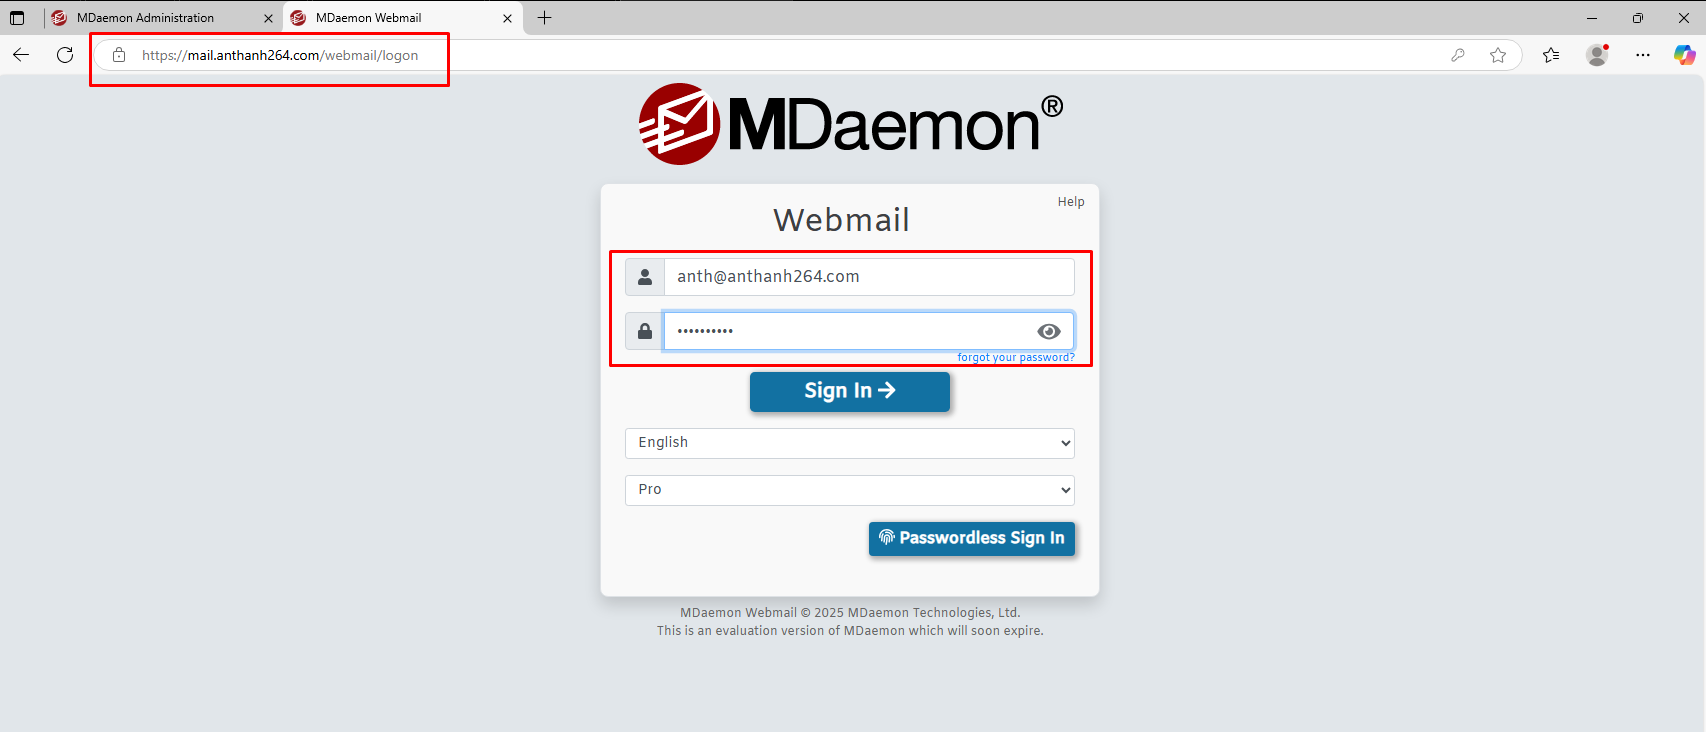 MDaemon Administration
MDaemon Webmail
https://mail.anthanh264.com/webmail/logon
MDaemon®
Help
Webmail
anth@anthanh264.com
••••••••••
forgot your password?
Sign In
English
Pro
Passwordless Sign In
MDaemon Webmail © 2025 MDaemon Technologies, Ltd.
This is an evaluation version of MDaemon which will soon expire.